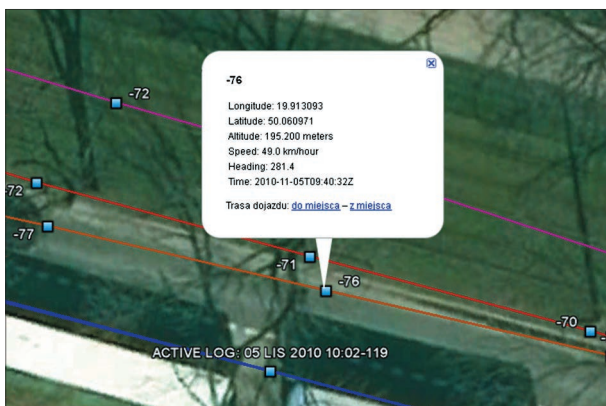 -72
-76
Longitude: 19.913093
Latitude: 50.060971
Altitude: 195.200 meters
Speed: 49.0 km/hour
Heading: 281.4
Time: 2010-11-05T09:40:32Z
Trasa dojazdu: do miejsca – z miejsca
72
-77
-71
-76
-70
ACTIVE LOG: 05 LIS 2010 10:02-119